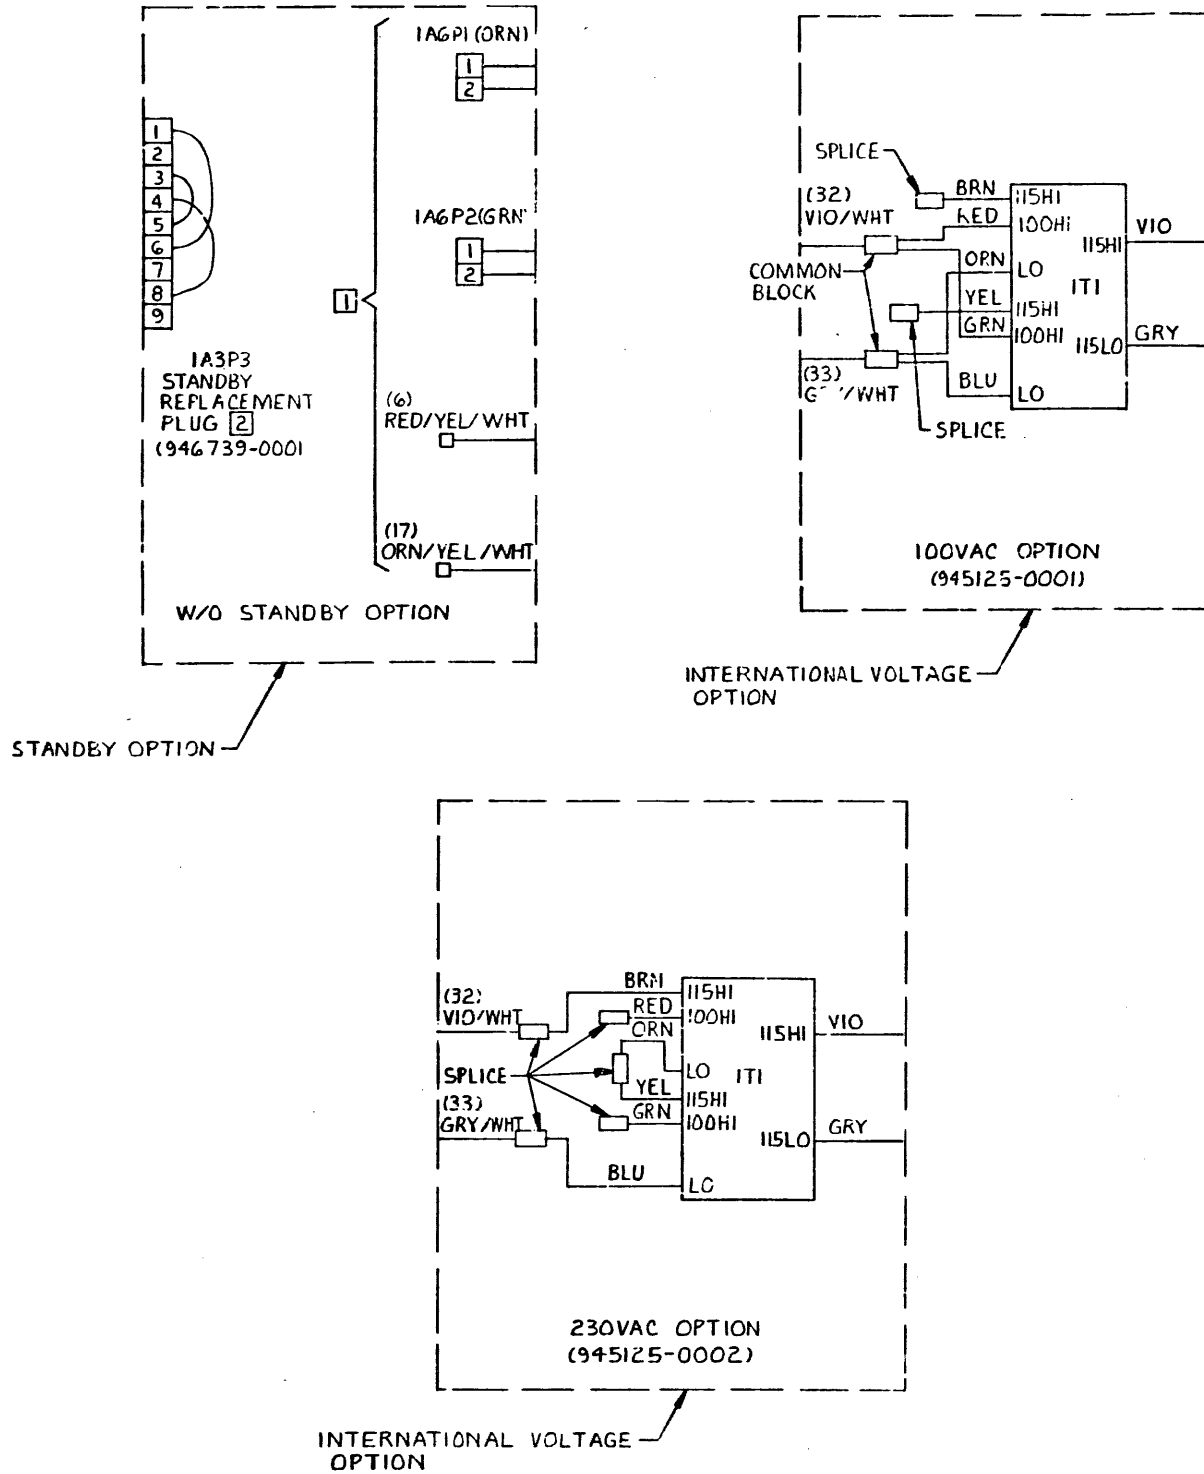 1A6P1(ORN)
1
2
1
2
3
4
5
6
7
8
9
1A6P2(GRN
1
2
1
1A3P3
STANDBY
REPLACEMENT
PLUG 2
(946739-0001
(6)
RED/YEL/WHT
(17)
ORN/YEL/WHT
W/O STANDBY OPTION
STANDBY OPTION
SPLICE
(32)
VIO/WHT
COMMON
BLOCK
(33)
BRN
RED
ORN
YEL
GRN
BLU
SPLICE
115HI
100HI
LO
115HI
100HI
LO
1T1
115HI
115LO
VIO
GRY
100VAC OPTION
(945125-0001)
INTERNATIONAL VOLTAGE
OPTION
(32)
VIO/WHT
SPLICE
(33)
GRY/WHT
BRN
RED
ORN
YEL
GRN
BLU
115HI
100HI
LO
115HI
100HI
LO
1T1
115HI
115LO
VIO
GRY
230VAC OPTION
(945125-0002)
INTERNATIONAL VOLTAGE
OPTION